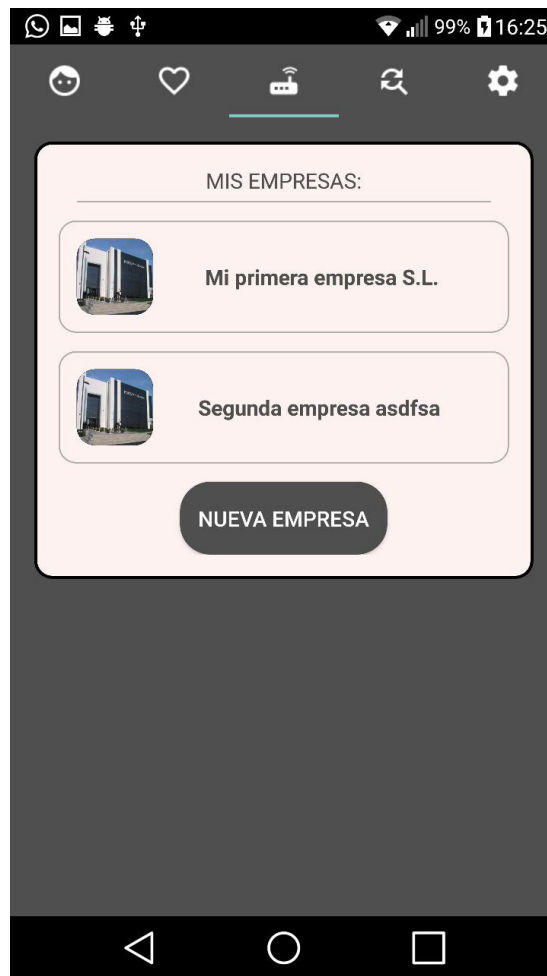 99% 16:25
MIS EMPRESAS:
Mi primera empresa S.L.
Segunda empresa asdfsa
NUEVA EMPRESA